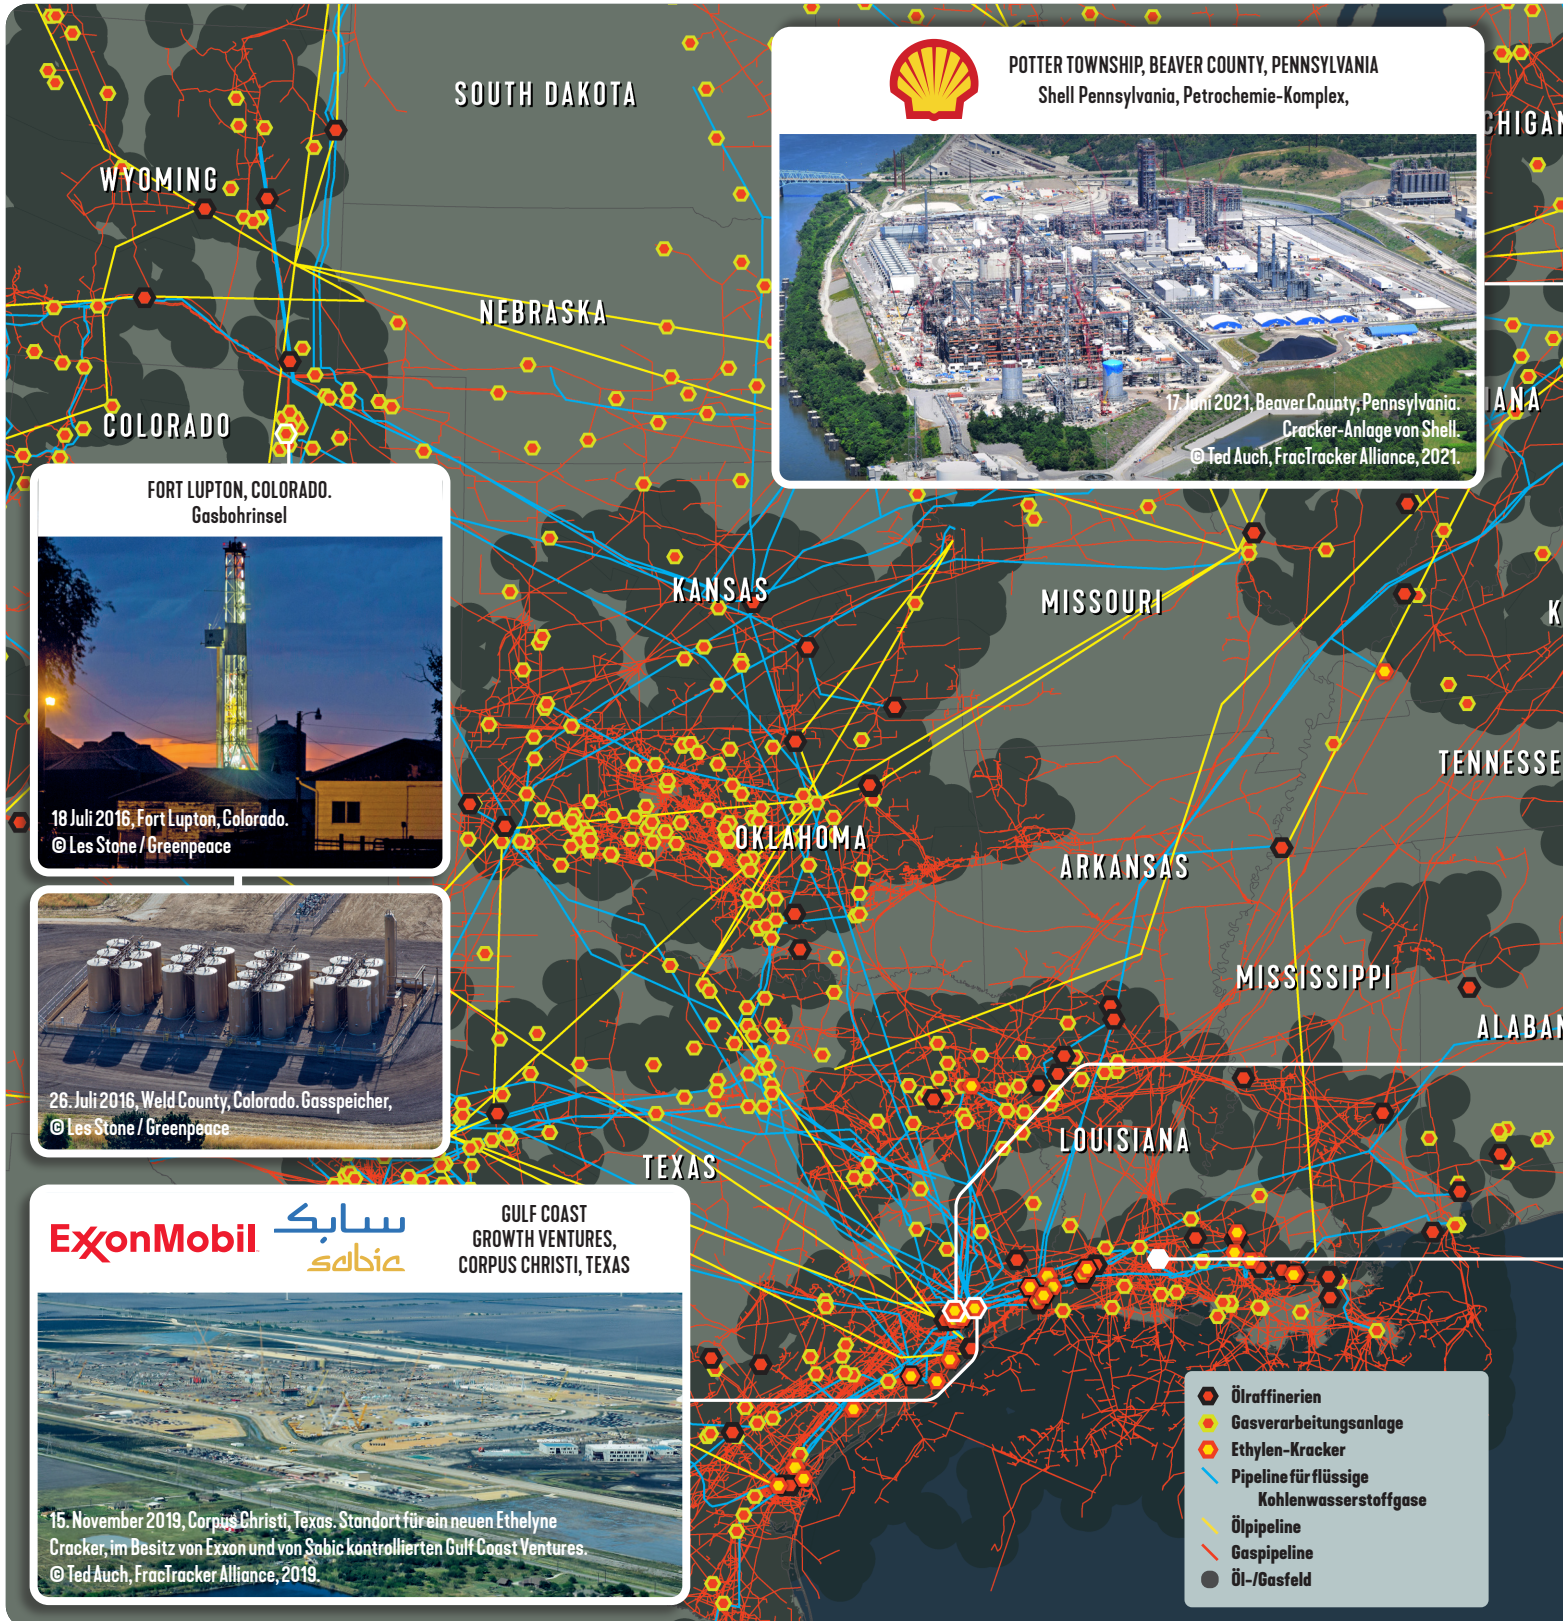 SOUTH DAKOTA
WYOMING
NEBRASKA
COLORADO
POTTER TOWNSHIP, BEAVER COUNTY, PENNSYLVANIA
Shell Pennsylvania, Petrochemie-Komplex,
17. Juni 2021, Beaver County, Pennsylvania.
Cracker-Anlage von Shell.
© Ted Auch, FracTracker Alliance, 2021.
CHIGAN
IANA
FORT LUPTON, COLORADO.
Gasbohrinsel
18 Juli 2016, Fort Lupton, Colorado.
© Les Stone / Greenpeace
KANSAS
MISSOURI
K
TENNESSE
OKLAHOMA
ARKANSAS
MISSISSIPPI
ALABAM
26. Juli 2016, Weld County, Colorado. Gasspeicher,
© Les Stone / Greenpeace
TEXAS
LOUISIANA
ExxonMobil
سابك
sabic
GULF COAST
GROWTH VENTURES,
CORPUS CHRISTI, TEXAS
15. November 2019, Corpus Christi, Texas. Standort für ein neuen Ethelyne
Cracker, im Besitz von Exxon und von Sabic kontrollierten Gulf Coast Ventures.
© Ted Auch, FracTracker Alliance, 2019.
Ölraffinerien
Gasverarbeitungsanlage
Ethylen-Kracker
Pipeline für flüssige
Kohlenwasserstoffgase
Ölpipeline
Gaspipeline
Öl-/Gasfeld